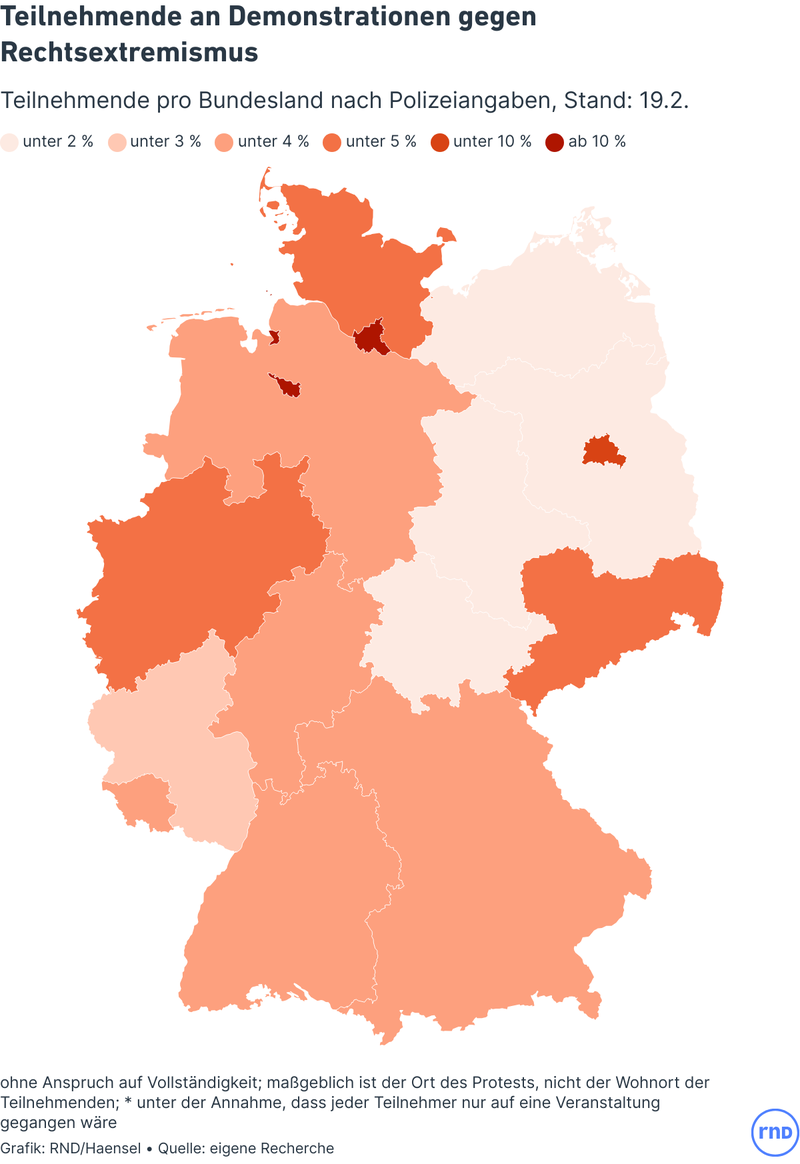 Teilnehmende an Demonstrationen gegen
Rechtsextremismus
Teilnehmende pro Bundesland nach Polizeiangaben, Stand: 19.2.
unter 2 % unter 3 % unter 4 % unter 5 % unter 10 % ab 10 %
ohne Anspruch auf Vollständigkeit; maßgeblich ist der Ort des Protests, nicht der Wohnort der
Teilnehmenden; * unter der Annahme, dass jeder Teilnehmer nur auf eine Veranstaltung
gegangen wäre
Grafik: RND/Haensel • Quelle: eigene Recherche
rnd